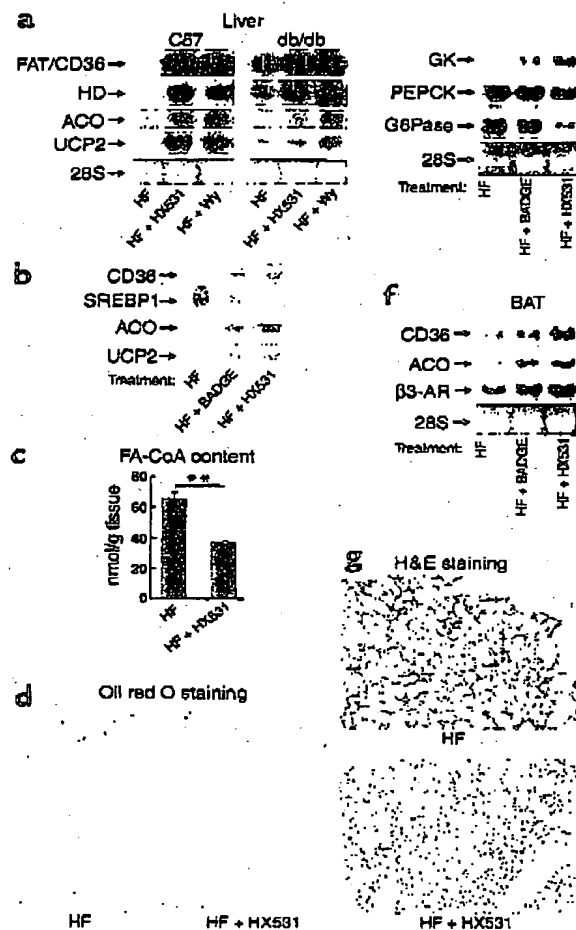 a
Liver
C57 db/db
FAT/CD36→
HD→
ACO→
UCP2→
28S→
HF
HF + HX531
HF + Wy
HF
HF + HX531
HF + Wy
GK→
PEPCK→
G6Pase→
28S→
Treatment:
HF
HF + BADGE
HF + HX531
b
CD36→
SREBP1→
ACO→
UCP2→
Treatment:
HF
HF + BADGE
HF + HX531
f
BAT
CD36→
ACO→
β3-AR→
28S→
Treatment:
HF
HF + BADGE
HF + HX531
c
FA-CoA content
nmol/g tissue
80
60
40
20
0
**
HF
HF + HX531
d
Oil red O staining
HF
HF + HX531
H&E staining
HF
HF + HX531